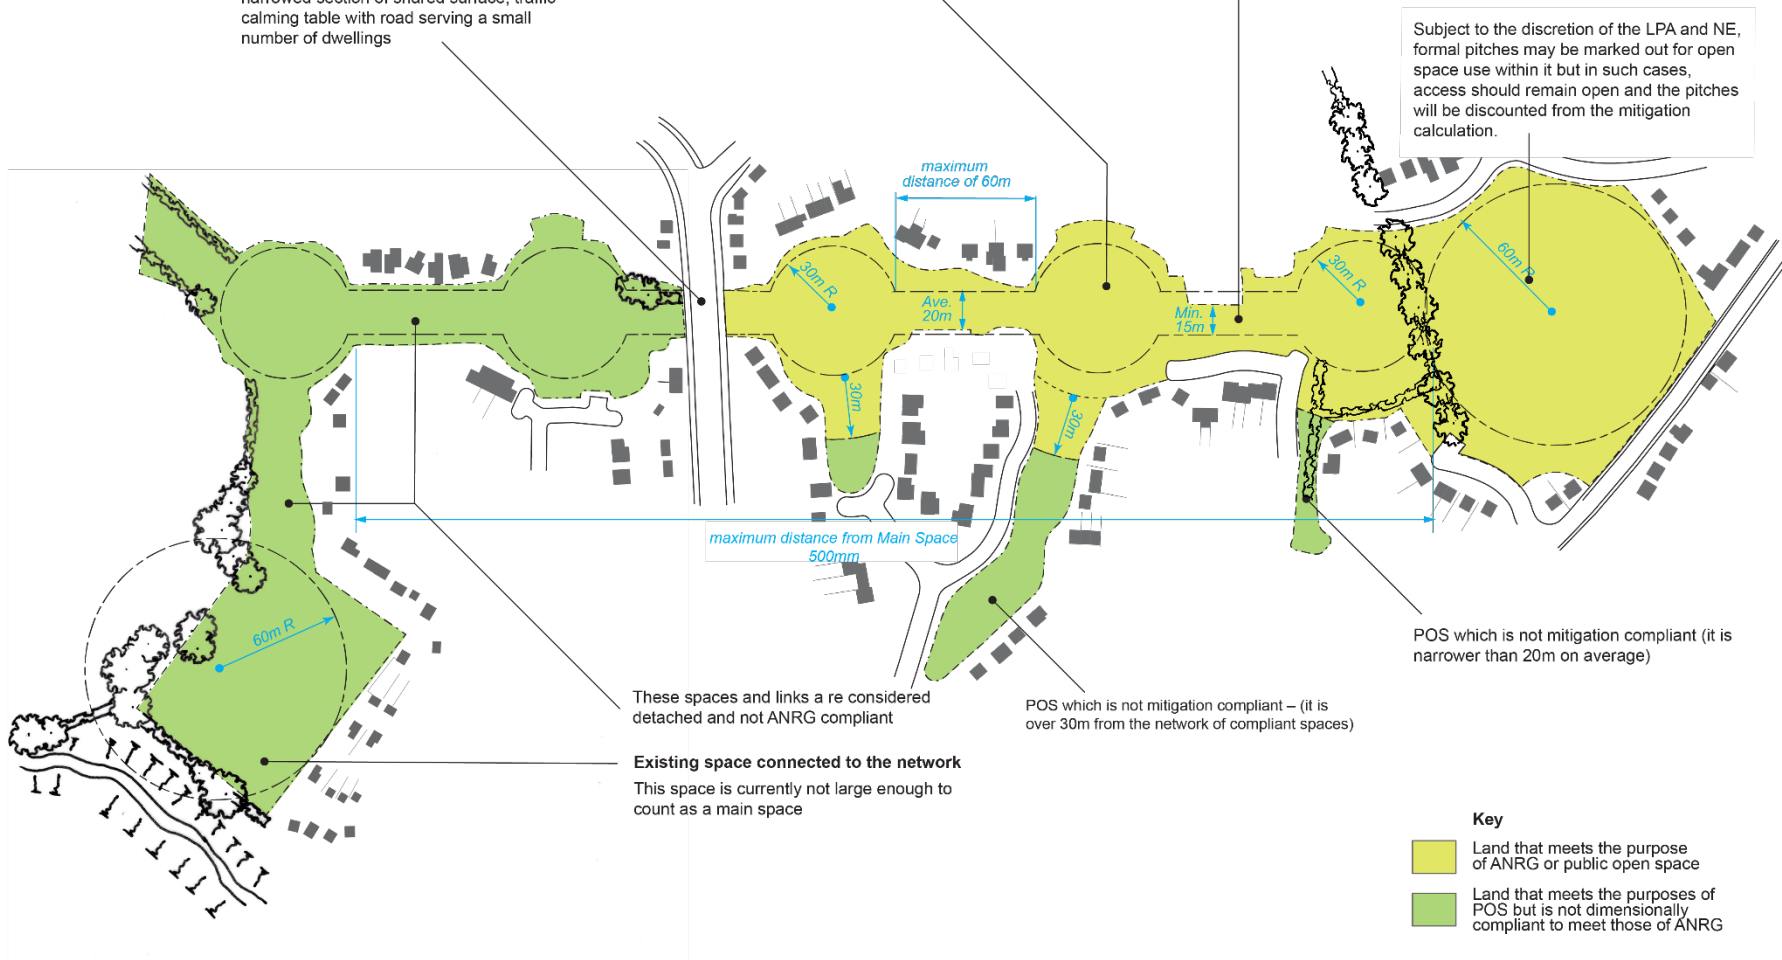 narrowed section of shared surface, traffic
calming table with road serving a small
number of dwellings
Subject to the discretion of the LPA and NE,
formal pitches may be marked out for open
space use within it but in such cases,
access should remain open and the pitches
will be discounted from the mitigation
calculation.
maximum
distance of 60m
30m R
Ave.
20m
Min.
15m
30m R
60m R
30m
30m
maximum distance from Main Space
500mm
60m R
These spaces and links a re considered
detached and not ANRG compliant
Existing space connected to the network
This space is currently not large enough to
count as a main space
POS which is not mitigation compliant – (it is
over 30m from the network of compliant spaces)
POS which is not mitigation compliant (it is
narrower than 20m on average)
Key
Land that meets the purpose
of ANRG or public open space
Land that meets the purposes of
POS but is not dimensionally
compliant to meet those of ANRG